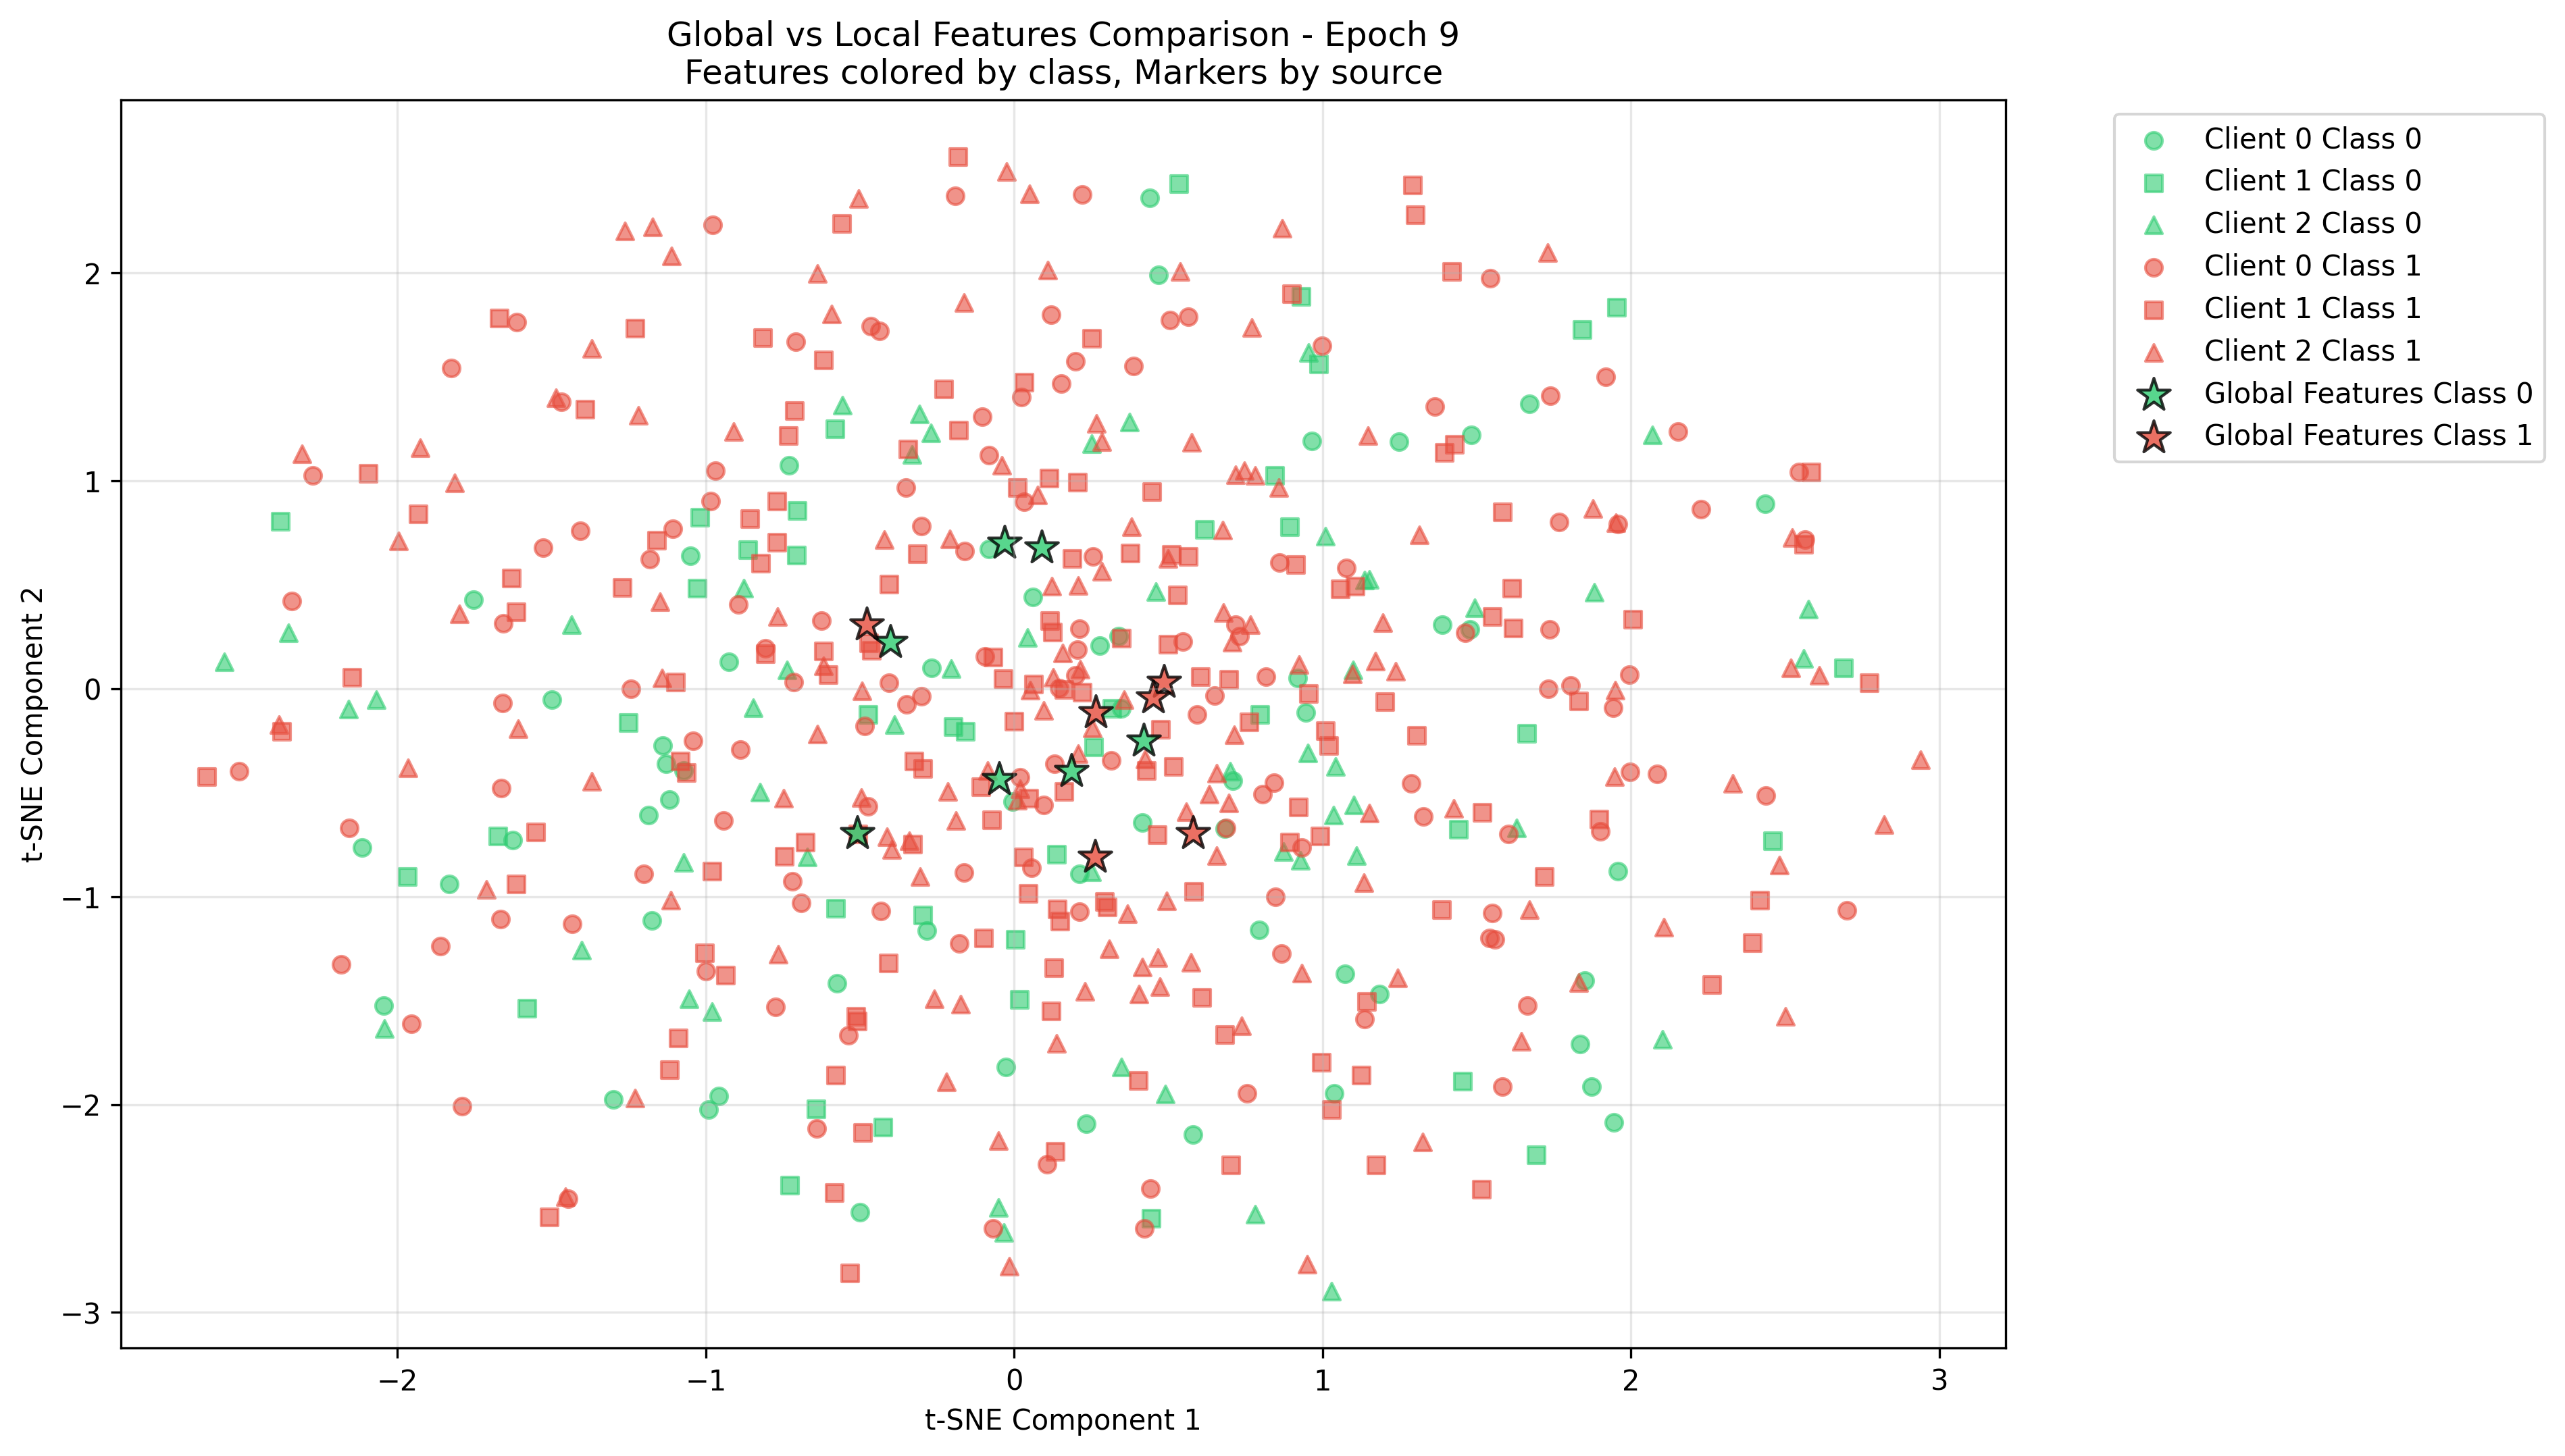 Global vs Local Features Comparison - Epoch 9
Features colored by class, Markers by source
Client 0 Class 0
Client 1 Class 0
Client 2 Class 0
Client 0 Class 1
Client 1 Class 1
Client 2 Class 1
Global Features Class 0
Global Features Class 1
t-SNE Component 2
2
1
0
−1
−2
−3
−2
−1
0
1
2
3
t-SNE Component 1